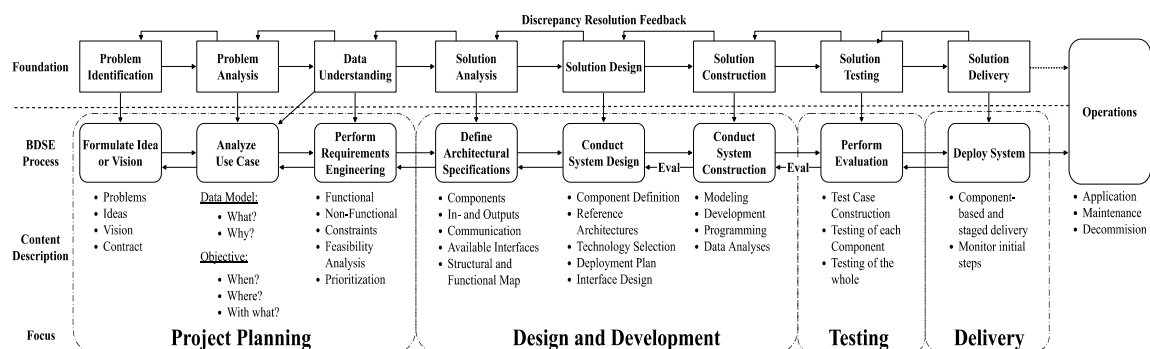 Discrepancy Resolution Feedback
Foundation
Problem
Identification
Problem
Analysis
Data
Understanding
Solution
Analysis
Solution Design
Solution
Construction
Solution
Testing
Solution
Delivery
Operations
BDSE
Process
Formulate Idea
or Vision
Analyze
Use Case
Perform
Requirements
Engineering
Define
Architectural
Specifications
Conduct
System Design
Eval
Conduct
System
Construction
Eval
Perform
Evaluation
Deploy System
Content
Description
• Problems
• Ideas
• Vision
• Contract
Data Model:
• What?
• Why?
Objective:
• When?
• Where?
• With what?
• Functional
• Non-Functional
• Constraints
• Feasibility
Analysis
• Prioritization
• Components
• In- and Outputs
• Communication
• Available Interfaces
• Structural and
Functional Map
• Component Definition
• Reference
Architectures
• Technology Selection
• Deployment Plan
• Interface Design
• Modeling
• Development
• Programming
• Data Analyses
• Test Case
Construction
• Testing of each
Component
• Testing of the
whole
• Component-
based and
staged delivery
• Monitor initial
steps
• Application
• Maintenance
• Decommision
Focus
Project Planning
Design and Development
Testing
Delivery